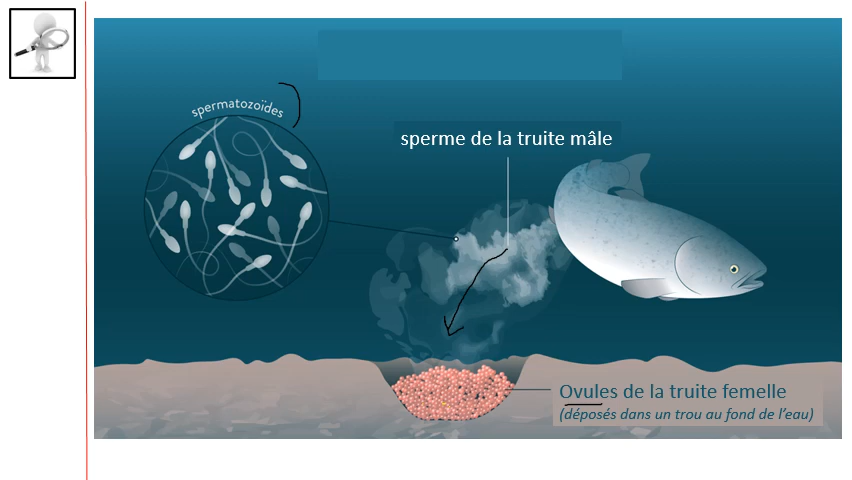 spermatozoïdes
sperme de la truite mâle
Ovules de la truite femelle
(déposés dans un trou au fond de l'eau)